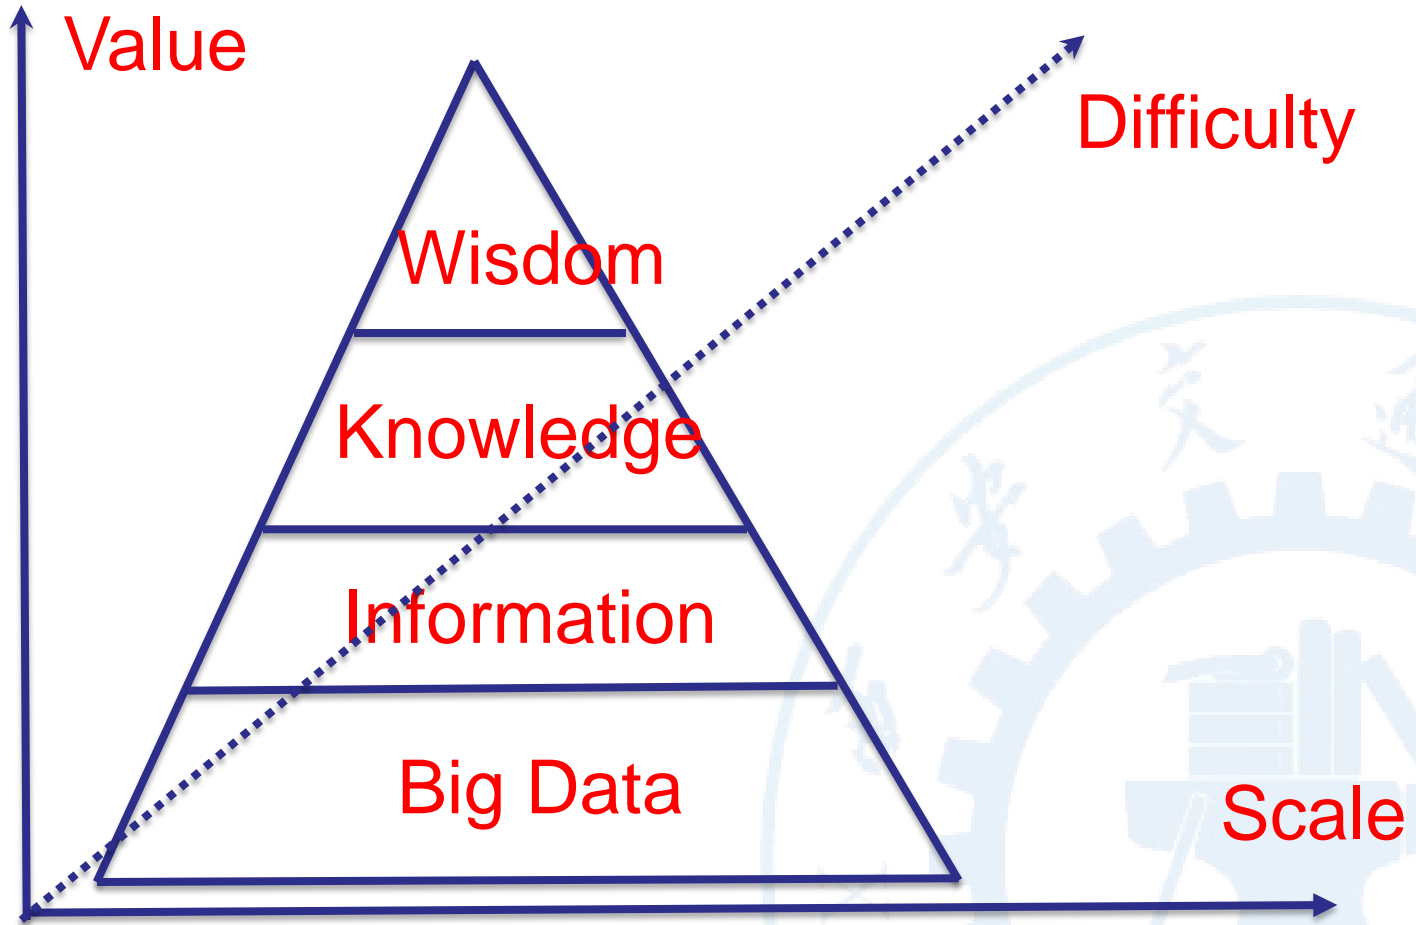 Value
Difficulty
Wisdom
Knowledge
Information
Big Data
Scale